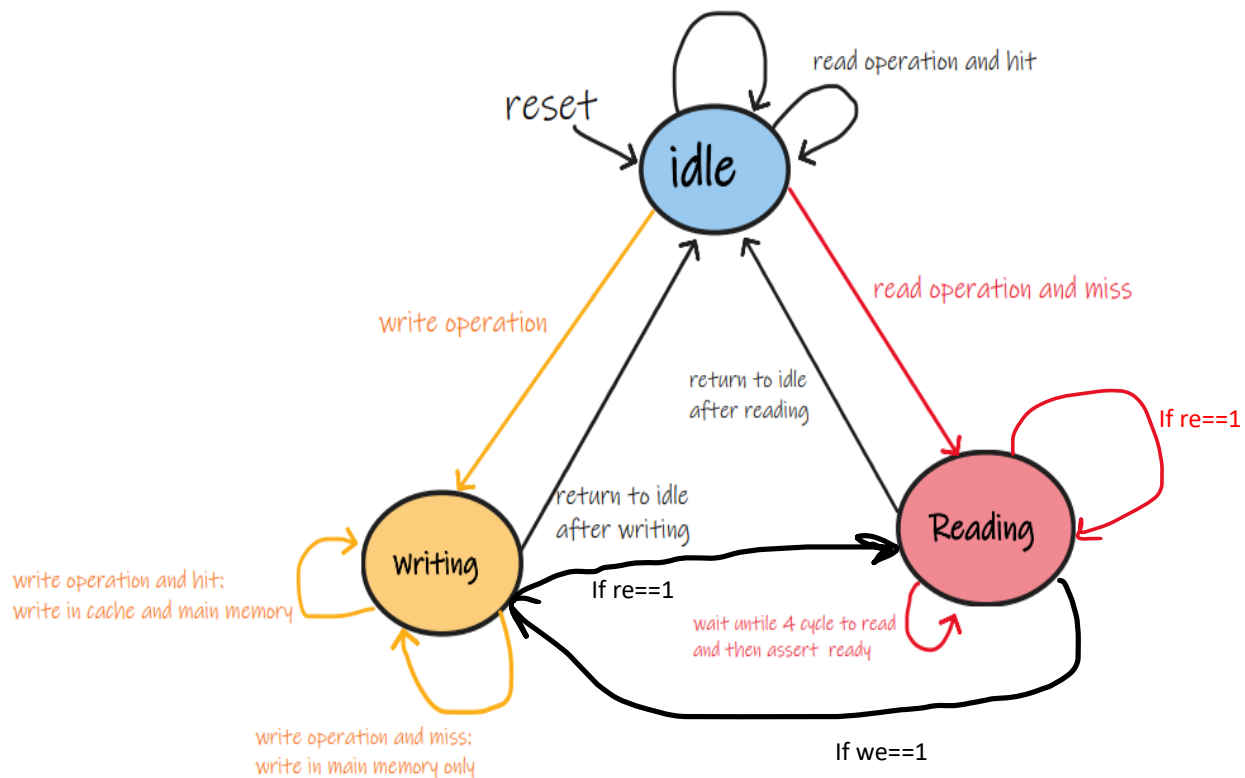 read operation and hit
reset
idle
read operation and miss
write operation
return to idle
after reading
If re==1
return to idle
after writing
Reading
writing
write operation and hit:
write in cache and main memory
If re==1
wait untile 4 cycle to read
and then assert ready
write operation and miss:
write in main memory only
If we==1